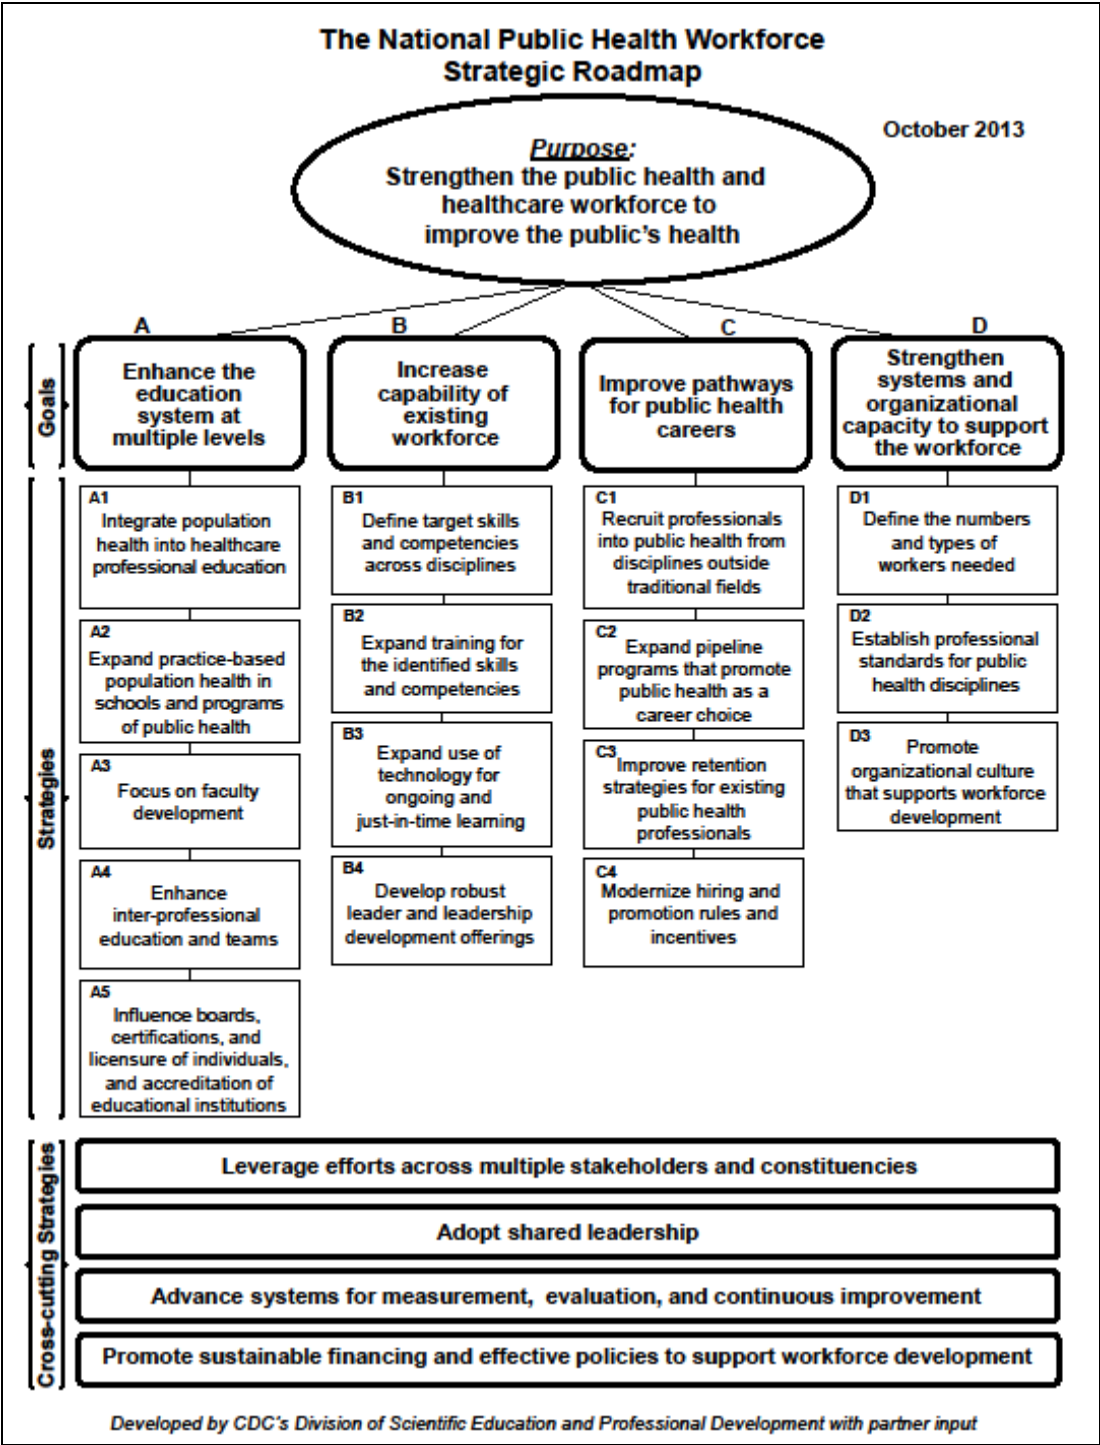 The National Public Health Workforce
Strategic Roadmap
October 2013
Purpose:
Strengthen the public health and
healthcare workforce to
improve the public's health
Goals
A
Enhance the
education
system at
multiple levels
B
Increase
capability of
existing
workforce
C
Improve pathways
for public health
careers
D
Strengthen
systems and
organizational
capacity to support
the workforce
Strategies
A1
Integrate population
health into healthcare
professional education
A2
Expand practice-based
population health in
schools and programs
of public health
A3
Focus on faculty
development
A4
Enhance
inter-professional
education and teams
A5
Influence boards,
certifications, and
licensure of individuals,
and accreditation of
educational institutions
B1
Define target skills
and competencies
across disciplines
B2
Expand training for
the identified skills
and competencies
B3
Expand use of
technology for
ongoing and
just-in-time learning
B4
Develop robust
leader and leadership
development offerings
C1
Recruit professionals
into public health from
disciplines outside
traditional fields
C2
Expand pipeline
programs that promote
public health as a
career choice
C3
Improve retention
strategies for existing
public health
professionals
C4
Modernize hiring and
promotion rules and
incentives
D1
Define the numbers
and types of
workers needed
D2
Establish professional
standards for public
health disciplines
D3
Promote
organizational culture
that supports workforce
development
Cross-cutting Strategies
Leverage efforts across multiple stakeholders and constituencies
Adopt shared leadership
Advance systems for measurement, evaluation, and continuous improvement
Promote sustainable financing and effective policies to support workforce development
Developed by CDC's Division of Scientific Education and Professional Development with partner input